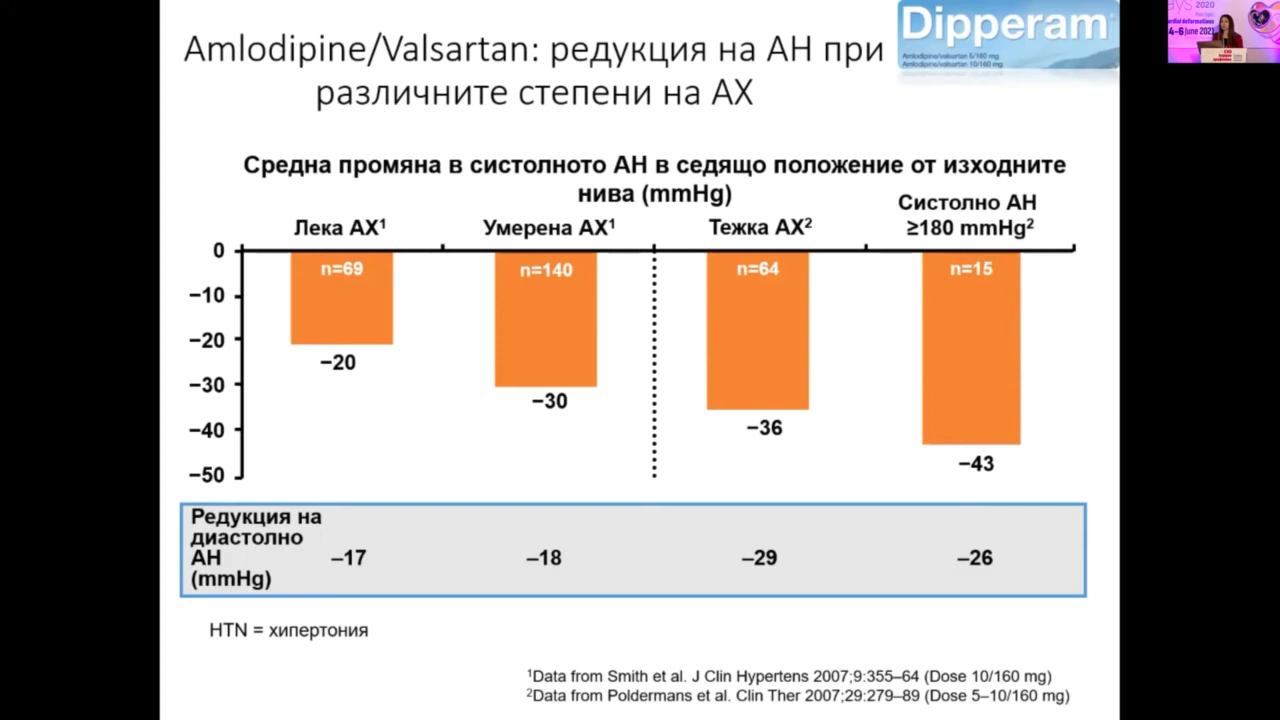 Amlodipine/Valsartan: редукция на АН при
различните степени на АХ
Dipperam
Amlodipine/valsartan 5/160 mg
Amlodipine/valsartan 10/160 mg
2020
4-6 June 2021
Средна промяна в систолното АН в седящо положение от изходните
нива (mmHg)
Лека АХ¹
Умерена АХ¹
Тежка АХ²
Систолно АН
≥180 mmHg²
0
−10
−20
−30
−40
−50
n=69
n=140
n=64
n=15
−20
−30
−36
−43
Редукция на
диастолно
АН
(mmHg)
–17
–18
–29
–26
HTN = хипертония
¹Data from Smith et al. J Clin Hypertens 2007;9:355–64 (Dose 10/160 mg)
²Data from Poldermans et al. Clin Ther 2007;29:279–89 (Dose 5–10/160 mg)